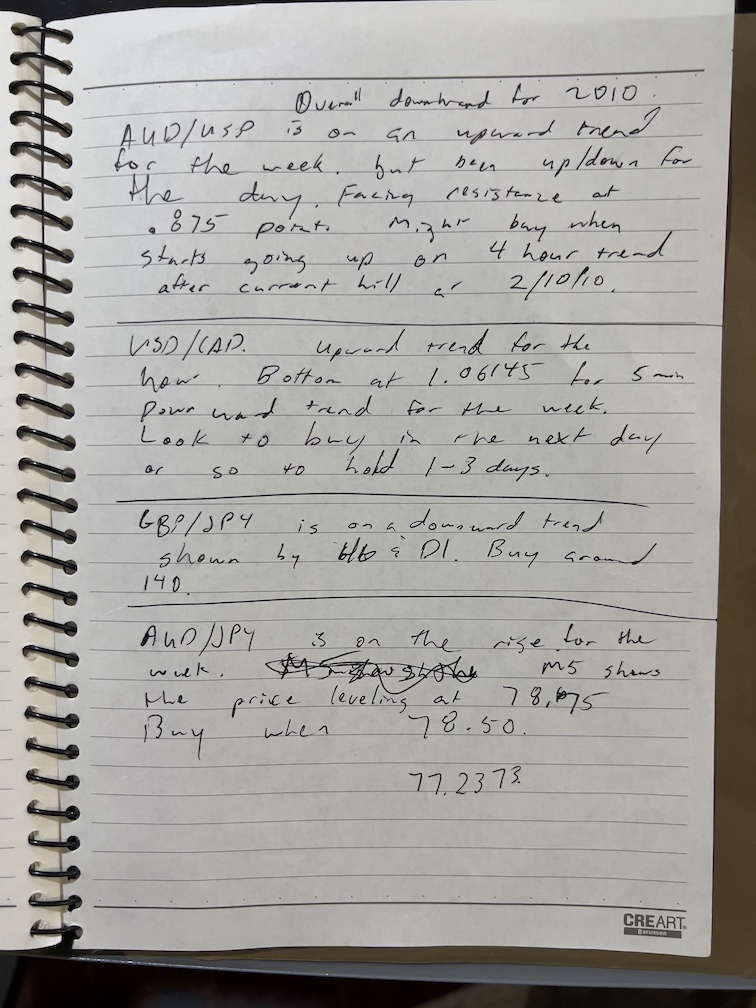 Overall downtrend for 2010.
AUD/USD is on an upward trend
for the week, but been up/down for
the day. Facing resistance at
.875 point. Might buy when
starts going up on 4 hour trend
after current hill at 2/10/10.
USD/CAD. Upward trend for the
hour. Bottom at 1.06145 for 5 min
Downward trend for the week.
Look to buy in the next day
or so to hold 1-3 days.
GBP/JPY is on a downward trend
shown by & D1. Buy around
140.
AUD/JPY is on the rise for the
week. M5 shows
the price leveling at 78.675
Buy when 78.50.
77.2373.
CREART
BAYUNSON